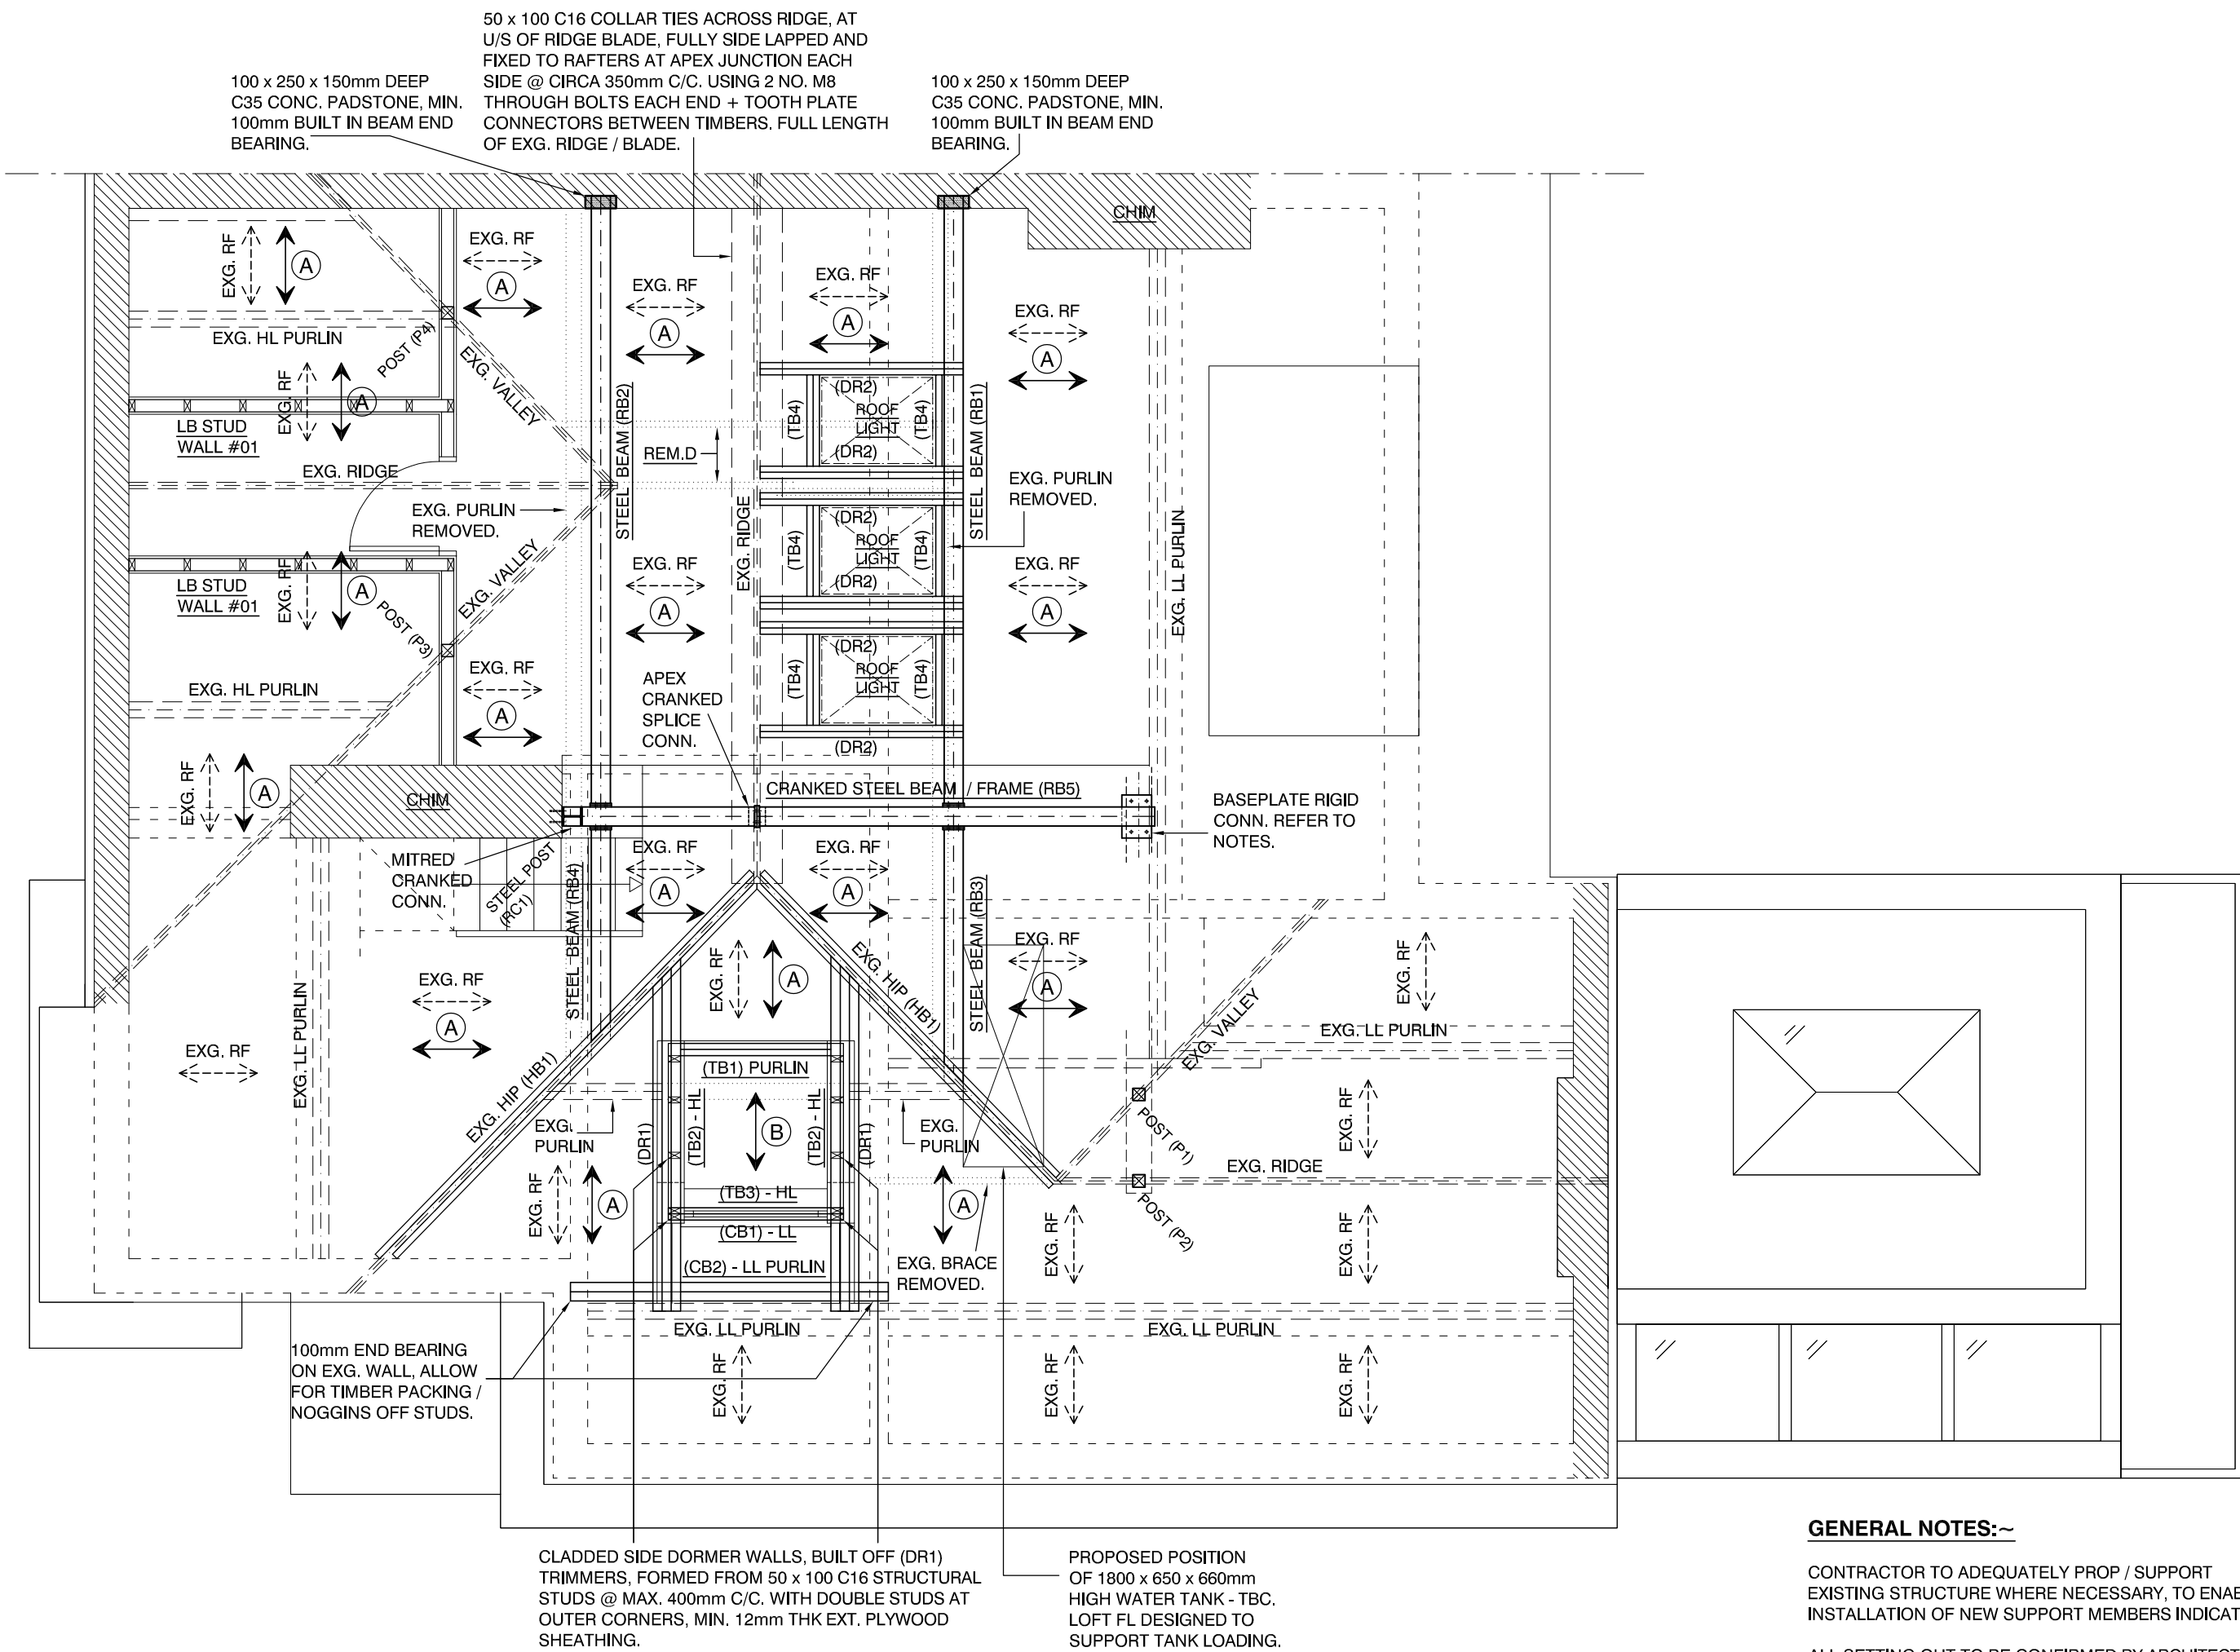 50 x 100 C16 COLLAR TIES ACROSS RIDGE, AT
U/S OF RIDGE BLADE, FULLY SIDE LAPPED AND
FIXED TO RAFTERS AT APEX JUNCTION EACH
SIDE @ CIRCA 350mm C/C. USING 2 NO. M8
THROUGH BOLTS EACH END + TOOTH PLATE
CONNECTORS BETWEEN TIMBERS. FULL LENGTH
OF EXG. RIDGE / BLADE.
100 x 250 x 150mm DEEP
C35 CONC. PADSTONE, MIN.
100mm BUILT IN BEAM END
BEARING.
100 x 250 x 150mm DEEP
C35 CONC. PADSTONE, MIN.
100mm BUILT IN BEAM END
BEARING.
CHIM
EXG. RF
A
EXG. RF
A
EXG. RF
A
EXG. RF
A
EXG. RF
A
EXG. HL PURLIN
POST (P4)
EXG. VALLEY
EXG. RF
A
LB STUD
WALL #01
EXG. RIDGE
STEEL BEAM (RB2)
REM.D
EXG. RIDGE
(DR2)
(TB4)
ROOF
LIGHT
(TB4)
(DR2)
STEEL BEAM (RB1)
EXG. PURLIN
REMOVED.
EXG. PURLIN
REMOVED.
(DR2)
(TB4)
ROOF
LIGHT
(TB4)
(DR2)
EXG. LL PURLIN
LB STUD
WALL #01
EXG. RF
A
POST (P3)
EXG. VALLEY
EXG. RF
A
EXG. RF
A
(DR2)
(TB4)
ROOF
LIGHT
(TB4)
(DR2)
EXG. HL PURLIN
EXG. RF
A
APEX
CRANKED
SPLICE
CONN.
EXG. RF
A
CHIM
CRANKED STEEL BEAM / FRAME (RB5)
BASEPLATE RIGID
CONN. REFER TO
NOTES.
MITRED
CRANKED
CONN.
STEEL POST
(RC1)
STEEL BEAM (RB4)
EXG. RF
A
EXG. RF
A
STEEL BEAM (RB3)
EXG. RF
A
EXG. RF
A
EXG. HIP (HB1)
EXG. RF
A
EXG. RF
EXG. LL PURLIN
EXG. RF
EXG. VALLEY
EXG. LL PURLIN
EXG. HIP (HB1)
(TB1) PURLIN
EXG.
PURLIN
(DR1)
(TB2) - HL
B
(TB2) - HL
(DR1)
EXG.
PURLIN
POST (P1)
EXG. RF
EXG. RIDGE
EXG. RF
A
(TB3) - HL
(CB1) - LL
A
POST (P2)
(CB2) - LL PURLIN
EXG. BRACE
REMOVED.
EXG. RF
EXG. RF
EXG. LL PURLIN
EXG. LL PURLIN
100mm END BEARING
ON EXG. WALL, ALLOW
FOR TIMBER PACKING /
NOGGINS OFF STUDS.
EXG. RF
EXG. RF
EXG. RF
CLADDED SIDE DORMER WALLS, BUILT OFF (DR1)
TRIMMERS, FORMED FROM 50 x 100 C16 STRUCTURAL
STUDS @ MAX. 400mm C/C. WITH DOUBLE STUDS AT
OUTER CORNERS, MIN. 12mm THK EXT. PLYWOOD
SHEATHING.
PROPOSED POSITION
OF 1800 x 650 x 660mm
HIGH WATER TANK - TBC.
LOFT FL DESIGNED TO
SUPPORT TANK LOADING.
GENERAL NOTES:~
CONTRACTOR TO ADEQUATELY PROP / SUPPORT
EXISTING STRUCTURE WHERE NECESSARY, TO
INSTALLATION OF NEW SUPPORT MEMBERS